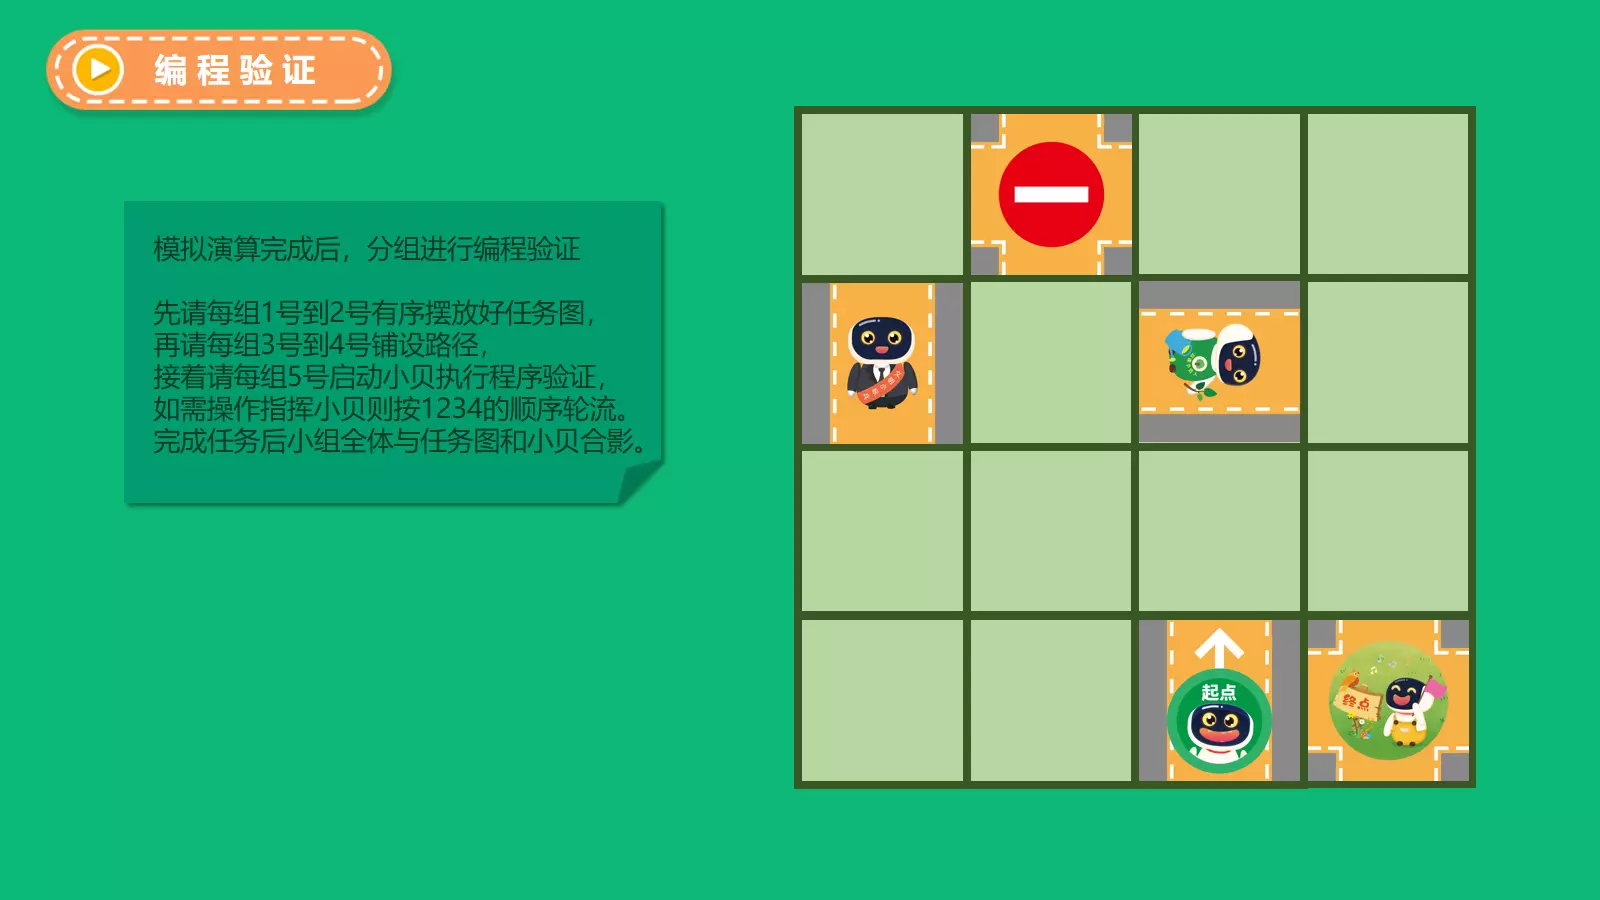 编程验证
模拟演算完成后，分组进行编程验证
先请每组1号到2号有序摆放好任务图，
再请每组3号到4号铺设路径，
接着请每组5号启动小贝执行程序验证，
如需操作指挥小贝则按1234的顺序轮流。
完成任务后小组全体与任务图和小贝合影。
起点
终点